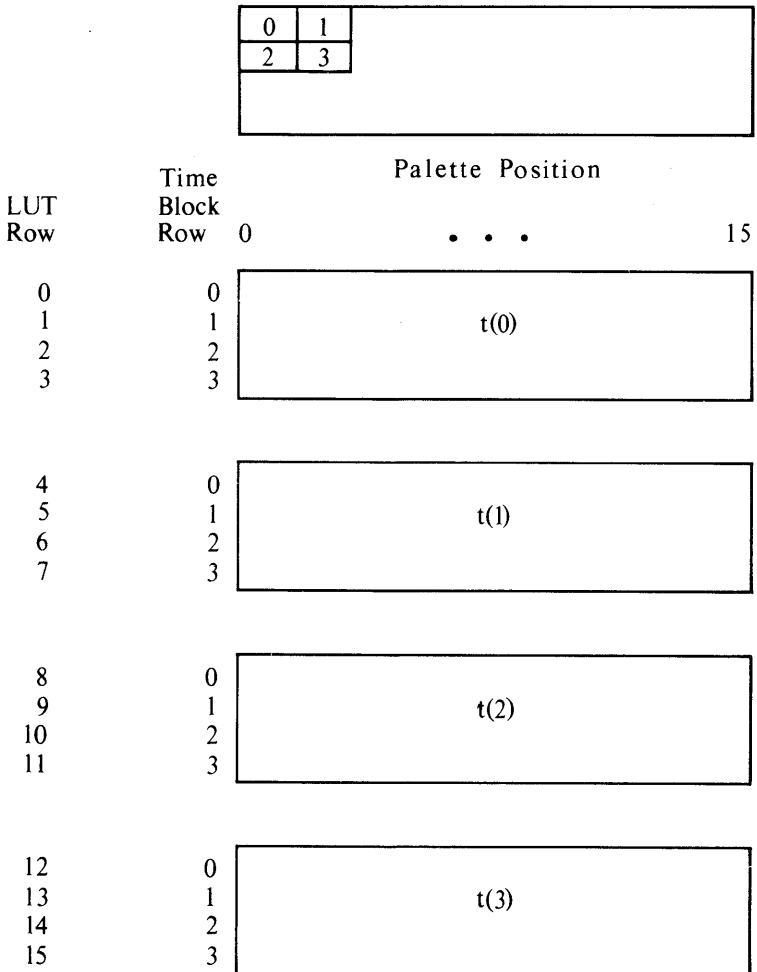 0 1
2 3
Palette Position
Time
LUT Block
Row Row 0 • • • 15
0 0
1 1 t(0)
2 2
3 3
4 0
5 1 t(1)
6 2
7 3
8 0
9 1 t(2)
10 2
11 3
12 0
13 1 t(3)
14 2
15 3